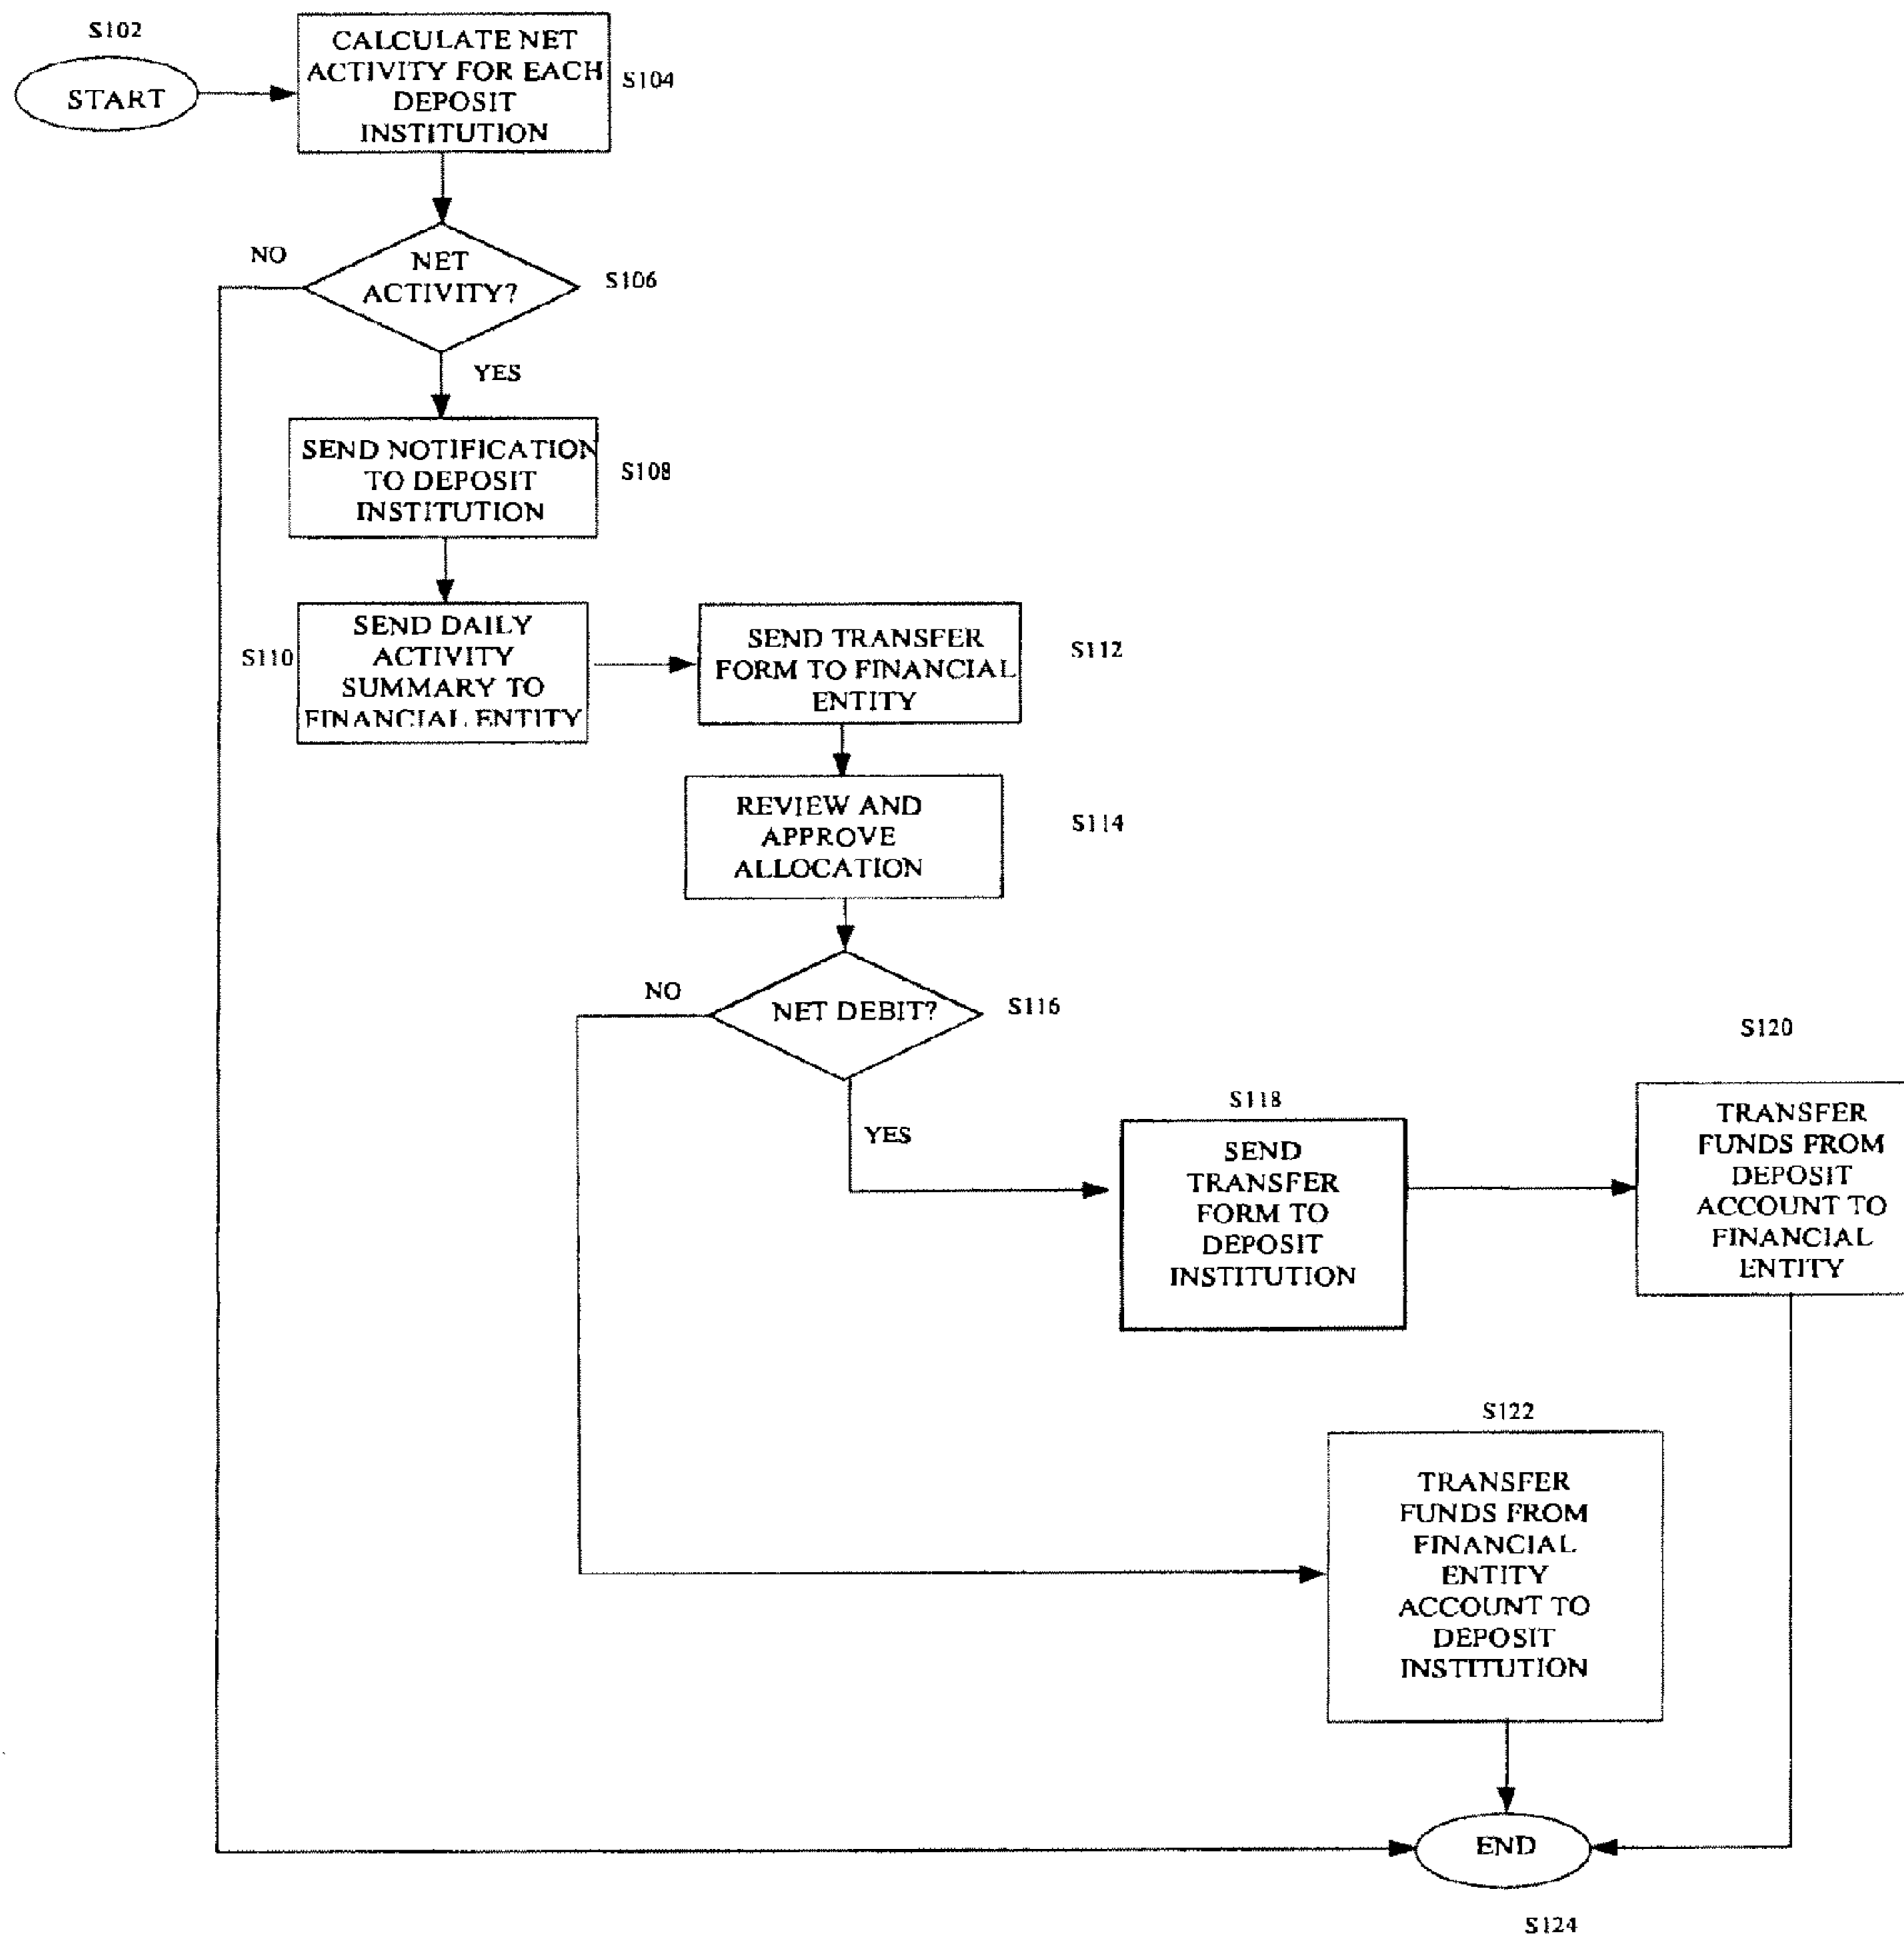 S102
START
CALCULATE NET
ACTIVITY FOR EACH
DEPOSIT
INSTITUTION
S104
NO
NET
ACTIVITY?
S106
YES
SEND NOTIFICATION
TO DEPOSIT
INSTITUTION
S108
S110
SEND DAILY
ACTIVITY
SUMMARY TO
FINANCIAL ENTITY
SEND TRANSFER
FORM TO FINANCIAL
ENTITY
S112
REVIEW AND
APPROVE
ALLOCATION
S114
NO
NET DEBIT?
S116
YES
S118
SEND
TRANSFER
FORM TO
DEPOSIT
INSTITUTION
S120
TRANSFER
FUNDS FROM
DEPOSIT
ACCOUNT TO
FINANCIAL
ENTITY
S122
TRANSFER
FUNDS FROM
FINANCIAL
ENTITY
ACCOUNT TO
DEPOSIT
INSTITUTION
END
S124